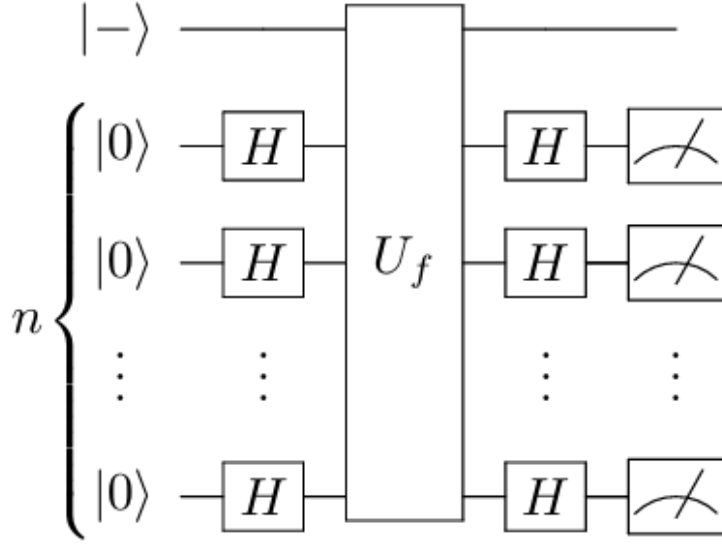 |−⟩
|0⟩ H H
|0⟩ H U_f H
n
⋮ ⋮ ⋮ ⋮
|0⟩ H H